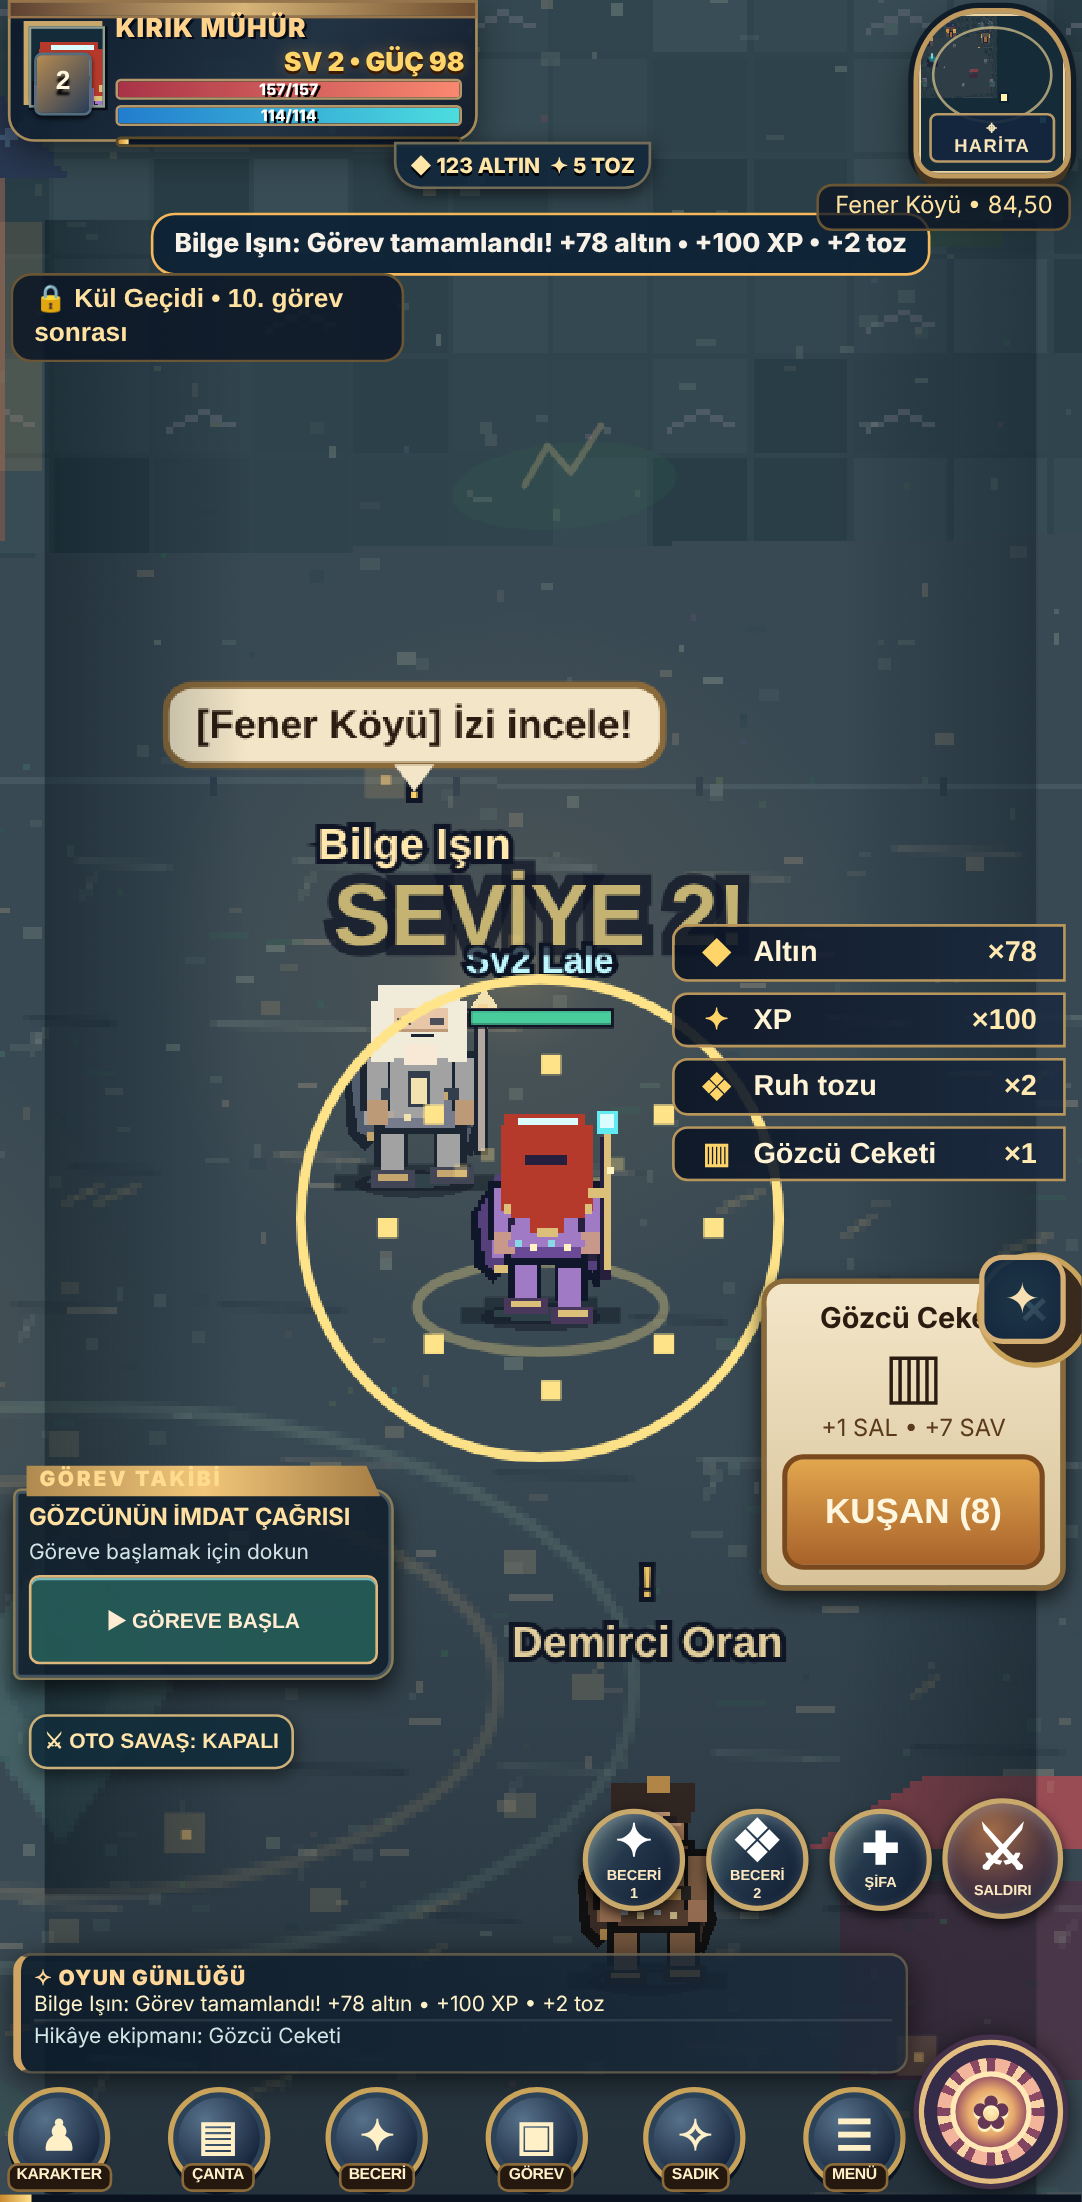 KIRIK MÜHÜR
2
SV 2 • GÜÇ 98
157/157
114/114
◆ 123 ALTIN ✦ 5 TOZ
HARİTA
Fener Köyü • 84,50
Bilge Işın: Görev tamamlandı! +78 altın • +100 XP • +2 toz
🔒 Kül Geçidi • 10. görev
sonrası
[Fener Köyü] İzi incele!
!
Bilge Işın
SEVİYE 2!
Sv2 Lale
◆ Altın ×78
✦ XP ×100
❖ Ruh tozu ×2
▥ Gözcü Ceketi ×1
Gözcü Ceke
+1 SAL • +7 SAV
KUŞAN (8)
GÖREV TAKİBİ
GÖZCÜNÜN İMDAT ÇAĞRISI
Göreve başlamak için dokun
▶ GÖREVE BAŞLA
!
Demirci Oran
⚔ OTO SAVAŞ: KAPALI
BECERİ
1
BECERİ
2
ŞİFA
SALDIRI
✧ OYUN GÜNLÜĞÜ
Bilge Işın: Görev tamamlandı! +78 altın • +100 XP • +2 toz
Hikâye ekipmanı: Gözcü Ceketi
KARAKTER
ÇANTA
BECERİ
GÖREV
SADIK
MENÜ